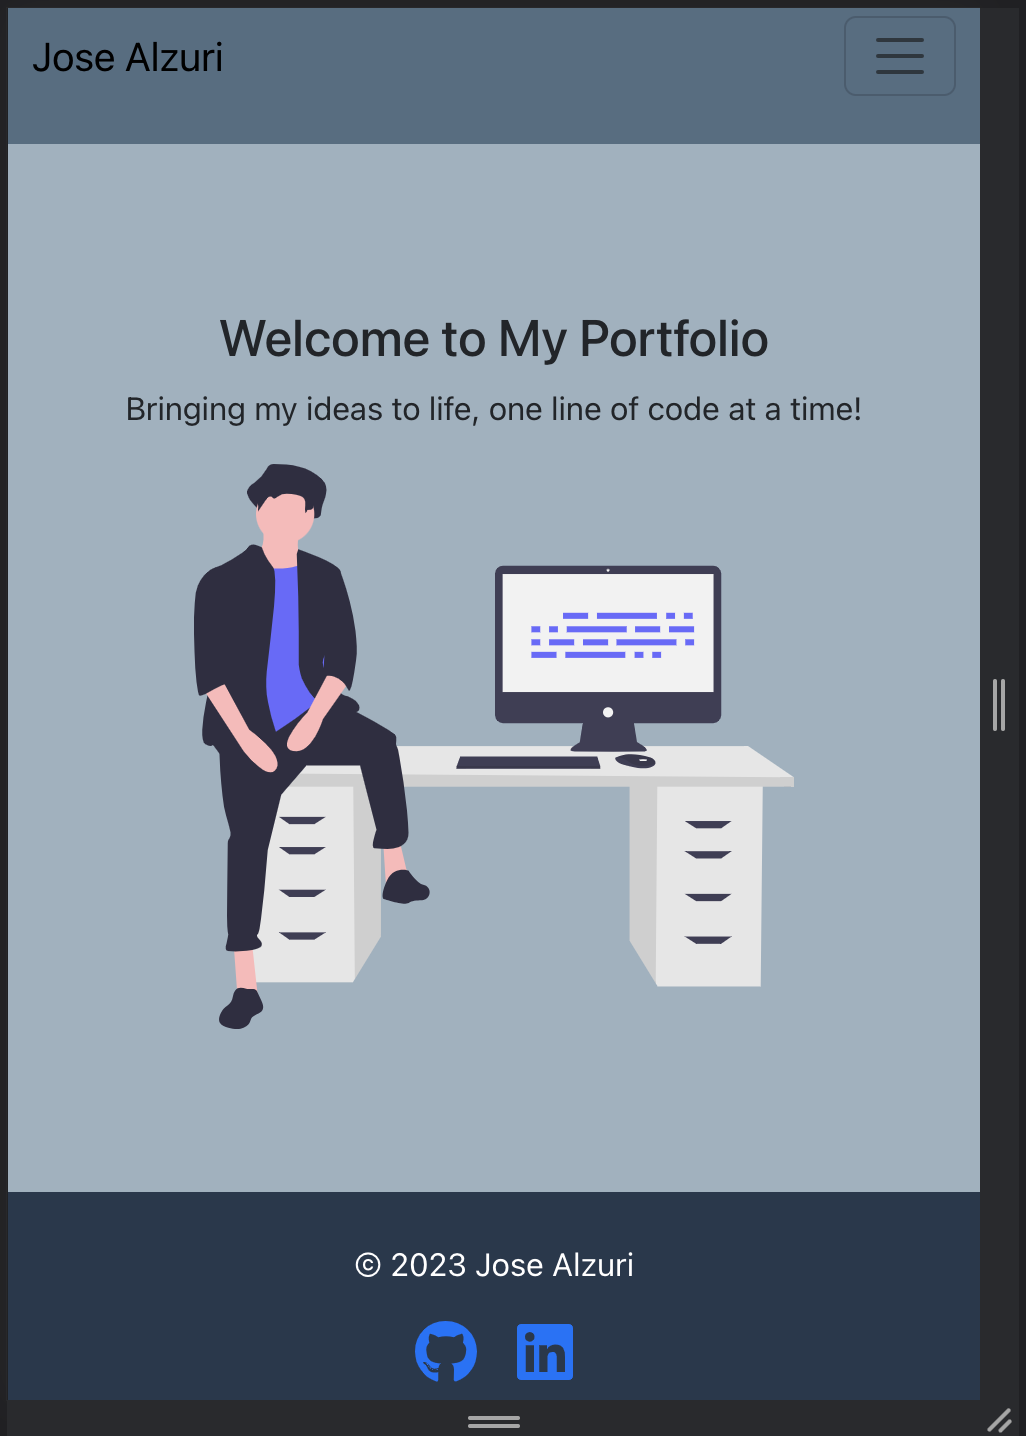 Jose Alzuri
Welcome to My Portfolio
Bringing my ideas to life, one line of code at a time!
© 2023 Jose Alzuri
in